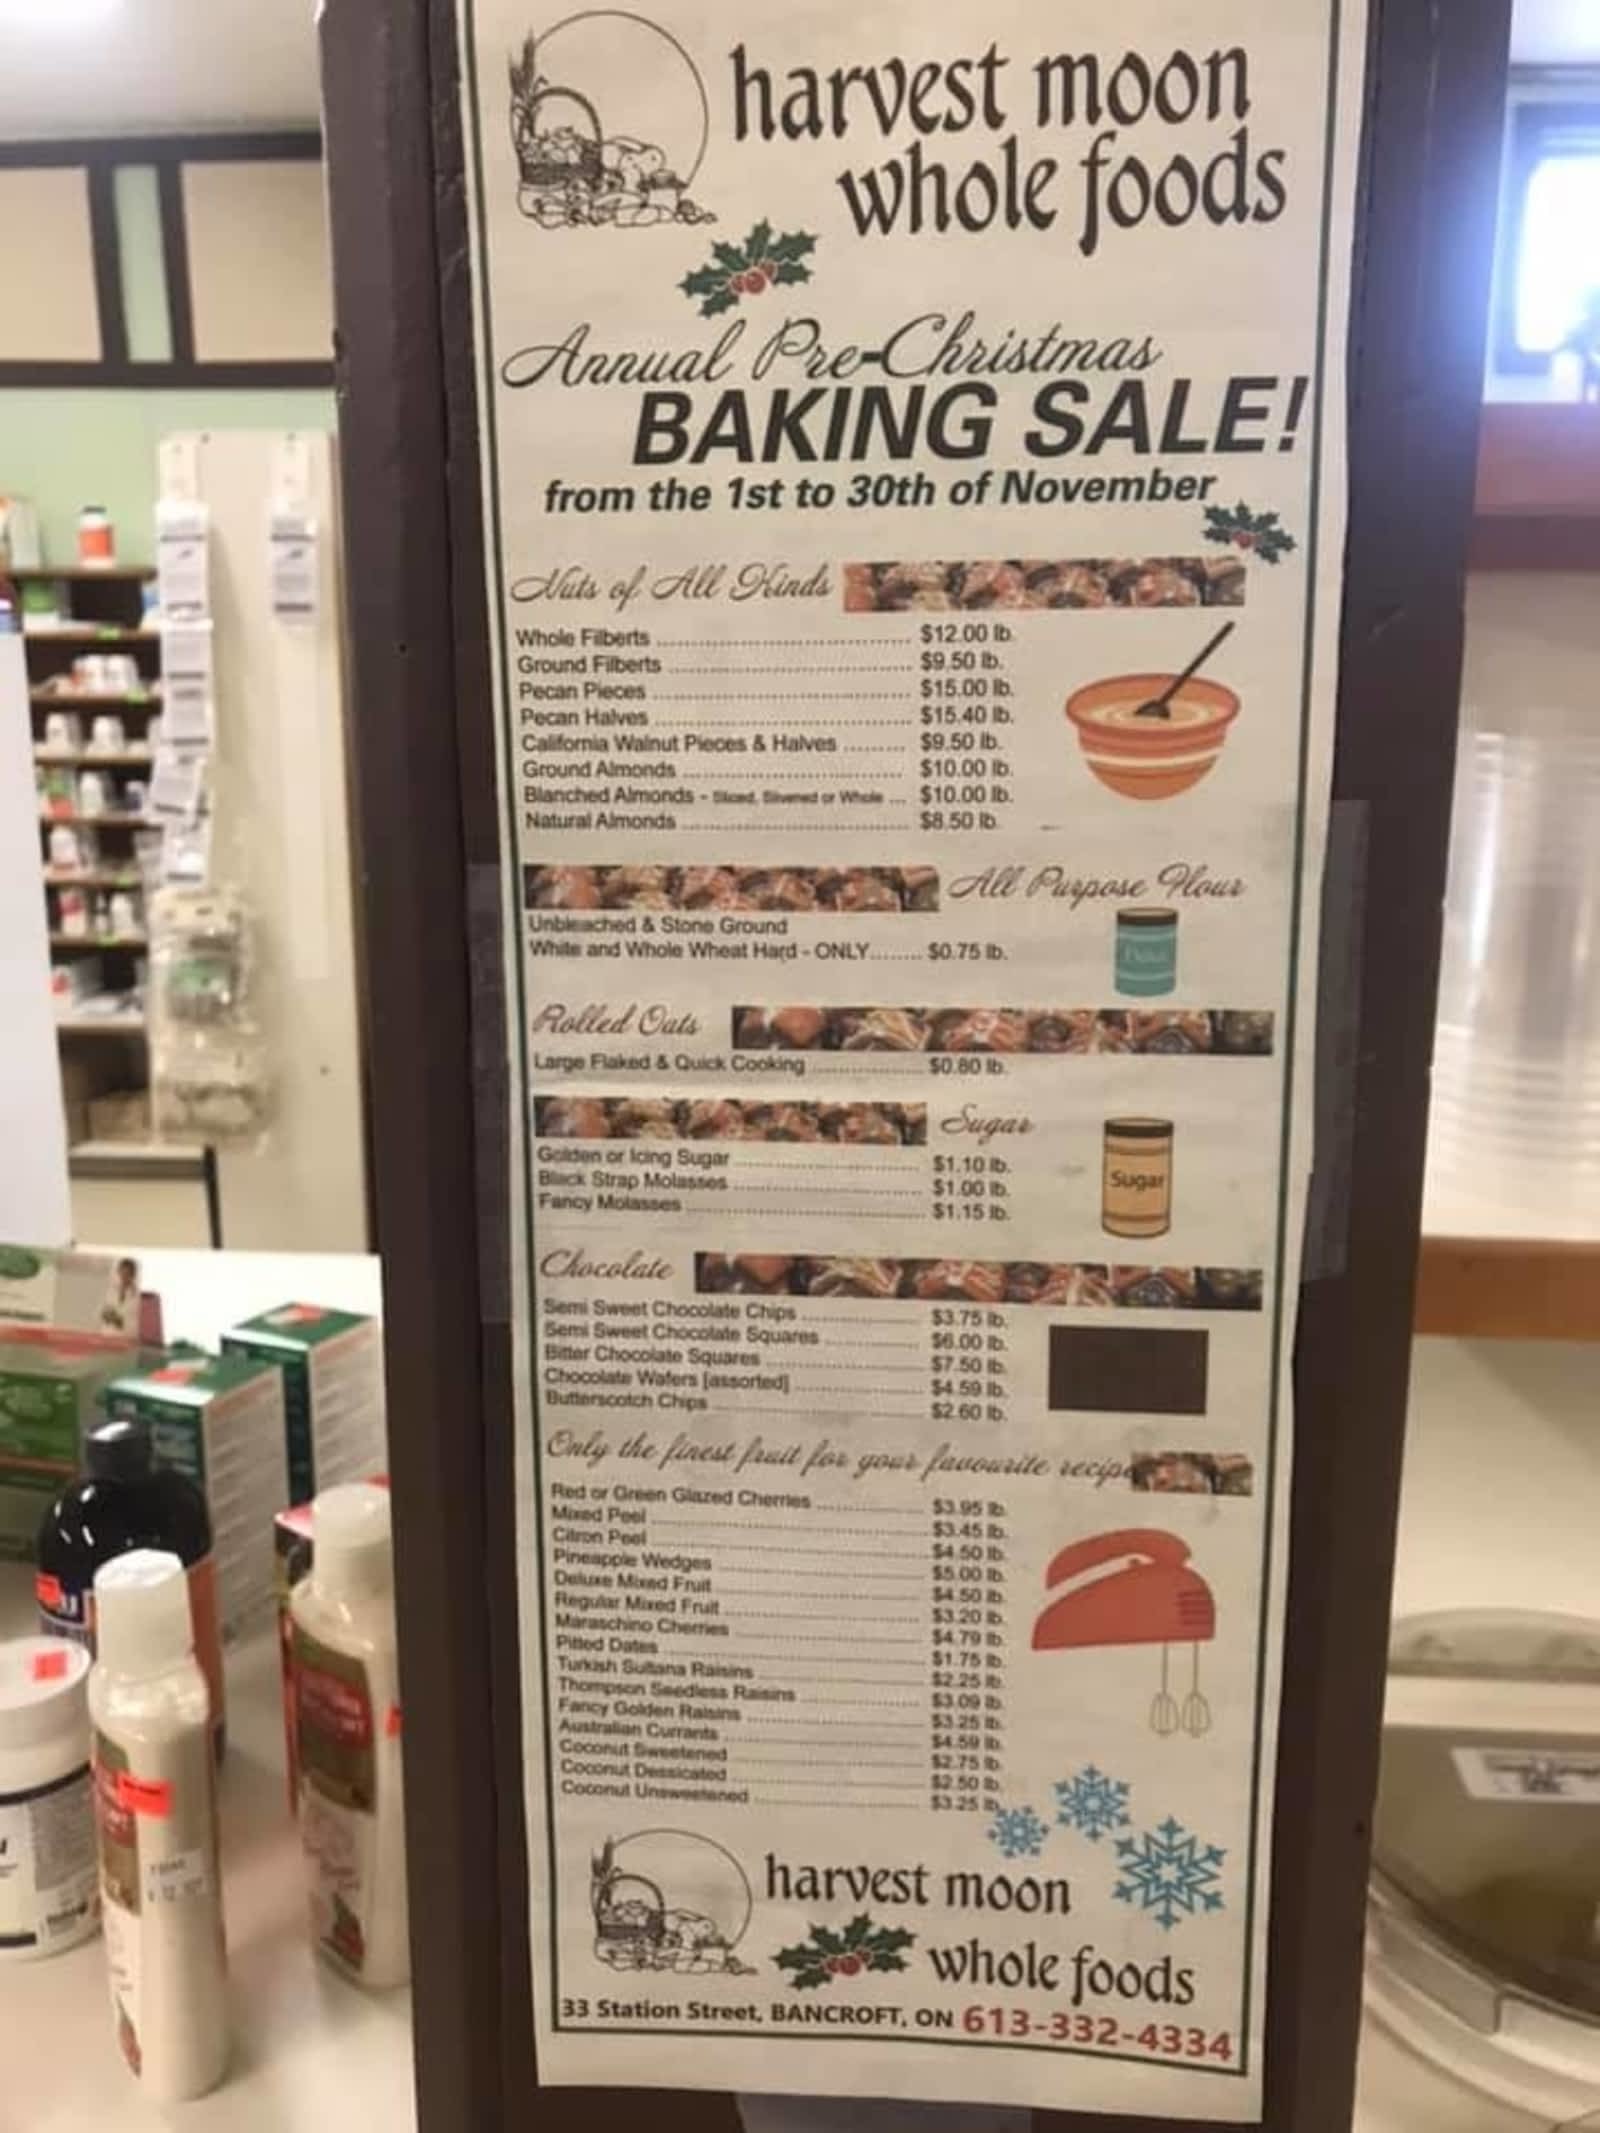 harvest moon
whole foods
Annual Pre-Christmas
BAKING SALE!
from the 1st to 30th of November
Nuts of All Kinds
Whole Filberts ........ $12.00 lb.
Ground Filberts ........ $9.50 lb.
Pecan Pieces ........ $15.00 lb.
Pecan Halves ........ $15.40 lb.
California Walnut Pieces & Halves ........ $9.50 lb.
Ground Almonds ........ $10.00 lb.
Blanched Almonds - Sliced, Slivered or Whole ... $10.00 lb.
Natural Almonds ........ $8.50 lb.
All Purpose Flour
Unbleached & Stone Ground
White and Whole Wheat Hard - ONLY........ $0.75 lb.
Flour
Rolled Oats
Large Flaked & Quick Cooking ........ $0.80 lb.
Sugar
Golden or Icing Sugar ........ $1.10 lb.
Black Strap Molasses ........ $1.00 lb.
Fancy Molasses ........ $1.15 lb.
Sugar
Chocolate
Semi Sweet Chocolate Chips ........ $3.75 lb.
Semi Sweet Chocolate Squares ........ $6.00 lb.
Bitter Chocolate Squares ........ $7.50 lb.
Chocolate Wafers [assorted] ........ $4.59 lb.
Butterscotch Chips ........ $2.60 lb.
Only the finest fruit for your favourite recipe
Red or Green Glazed Cherries ........ $3.95 lb.
Mixed Peel ........ $3.45 lb.
Citron Peel ........ $4.50 lb.
Pineapple Wedges ........ $5.00 lb.
Deluxe Mixed Fruit ........ $4.50 lb.
Regular Mixed Fruit ........ $3.20 lb.
Maraschino Cherries ........ $4.79 lb.
Pitted Dates ........ $1.75 lb.
Turkish Sultana Raisins ........ $2.25 lb.
Thompson Seedless Raisins ........ $3.09 lb.
Fancy Golden Raisins ........ $3.25 lb.
Australian Currants ........ $4.59 lb.
Coconut Sweetened ........ $2.75 lb.
Coconut Dessicated ........ $2.50 lb.
Coconut Unsweetened ........ $3.25 lb.
harvest moon
whole foods
33 Station Street, BANCROFT, ON 613-332-4334